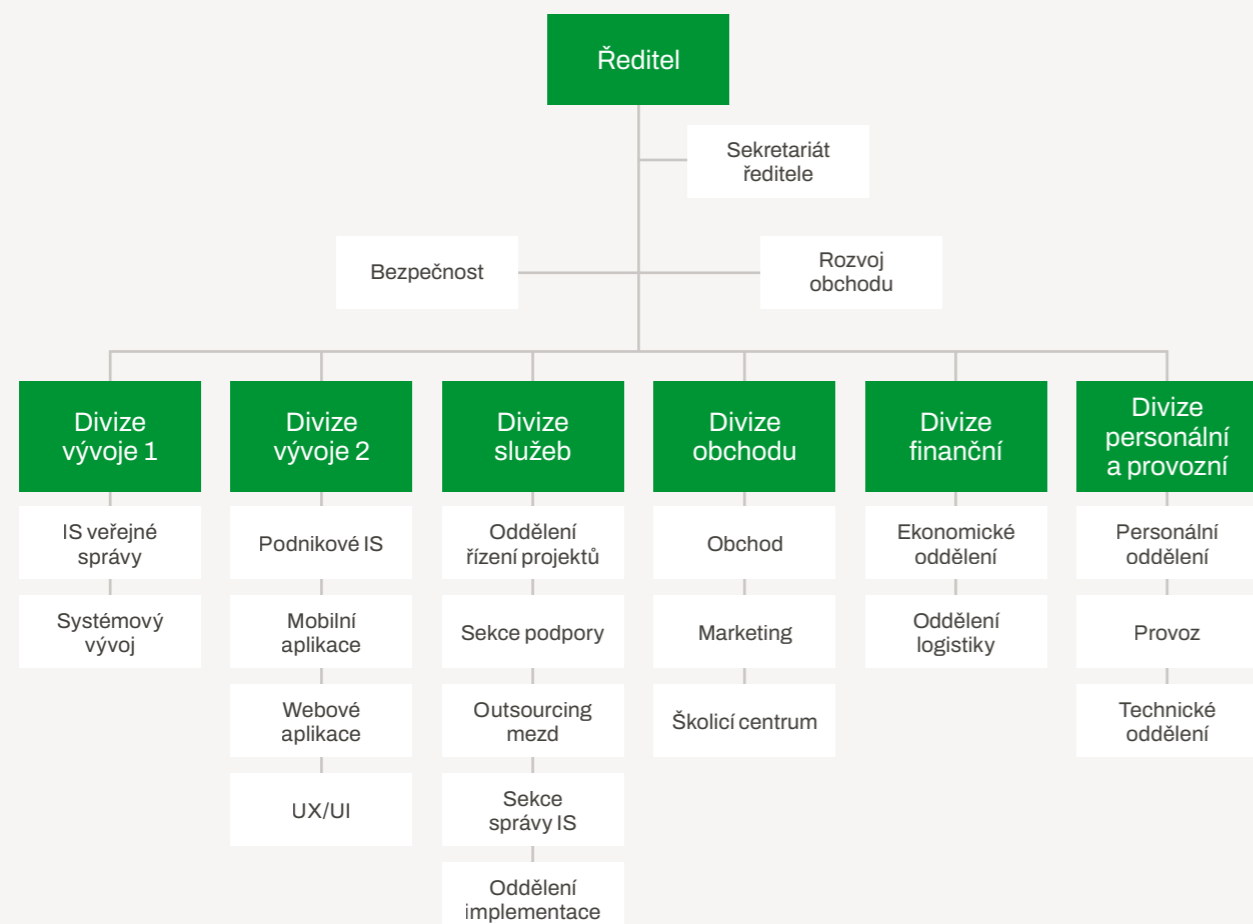 Ředitel
Sekretariát
ředitele
Bezpečnost
Rozvoj
obchodu
Divize
vývoje 1
Divize
vývoje 2
Divize
služeb
Divize
obchodu
Divize
finanční
Divize
personální
a provozní
IS veřejné
správy
Podnikové IS
Oddělení
řízení projektů
Obchod
Ekonomické
oddělení
Personální
oddělení
Systémový
vývoj
Mobilní
aplikace
Sekce podpory
Marketing
Oddělení
logistiky
Provoz
Webové
aplikace
Outsourcing
mezd
Školicí centrum
Technické
oddělení
UX/UI
Sekce
správy IS
Oddělení
implementace